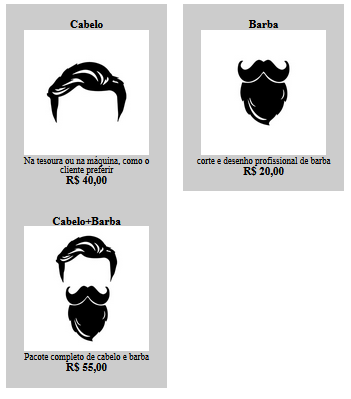 Cabelo
Na tesoura ou na máquina, como o
cliente preferir
R$ 40,00
Barba
corte e desenho profissional de barba
R$ 20,00
Cabelo+Barba
Pacote completo de cabelo e barba
R$ 55,00